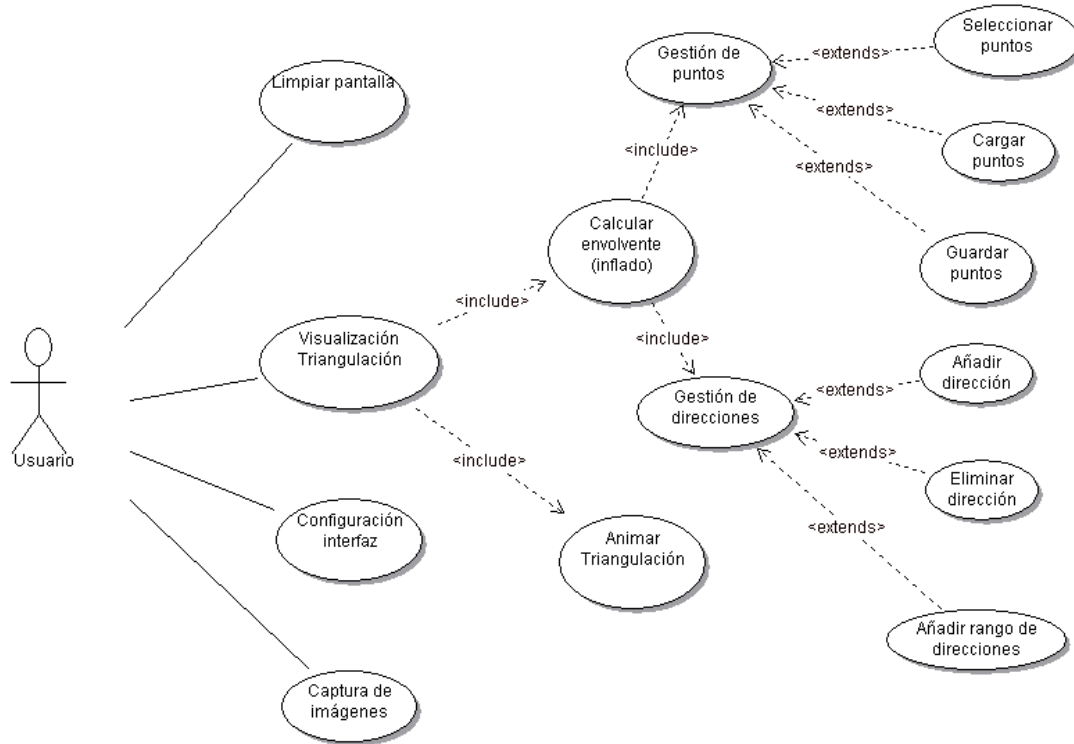 Limpiar pantalla
Gestión de
puntos
<extends>
Seleccionar
puntos
<extends>
Cargar
puntos
<extends>
Guardar
puntos
<include>
Calcular
envolvente
(inflado)
<include>
Visualización
Triangulación
<include>
Gestión de
direcciones
<extends>
Añadir
dirección
<extends>
Eliminar
dirección
<extends>
Añadir rango de
direcciones
Usuario
<include>
Animar
Triangulación
Configuración
interfaz
Captura de
imágenes